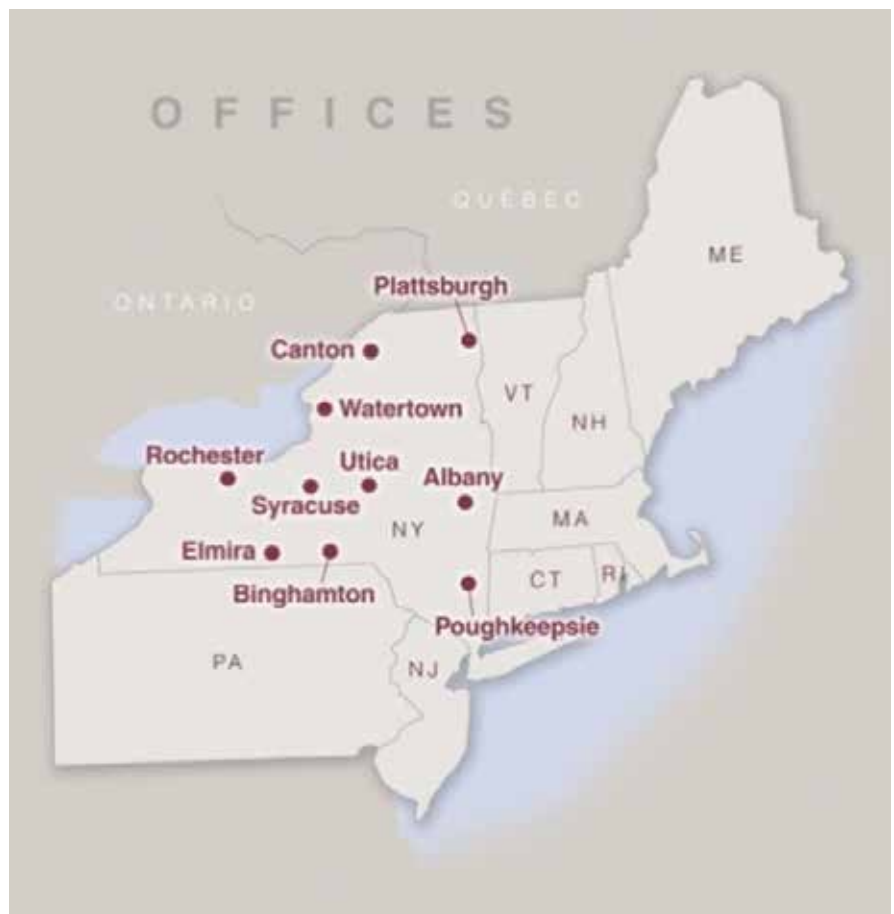 OFFICES
QUÉBEC
ME
Plattsburgh
ONTARIO
Canton
VT
Watertown
NH
Rochester
Utica
Albany
Syracuse
MA
NY
Elmira
CT
RI
Binghamton
Poughkeepsie
PA
NJ